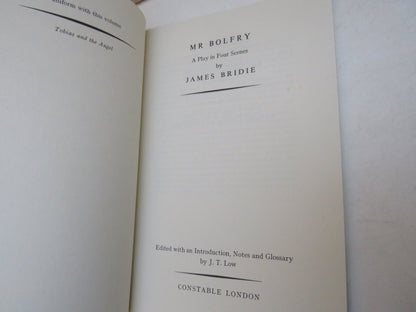 uniform with this volume
Tobias and the Angel
MR BOLFRY
A Play in Four Scenes
by
JAMES BRIDIE
Edited with an Introduction, Notes and Glossary
by J. T. Low
CONSTABLE LONDON